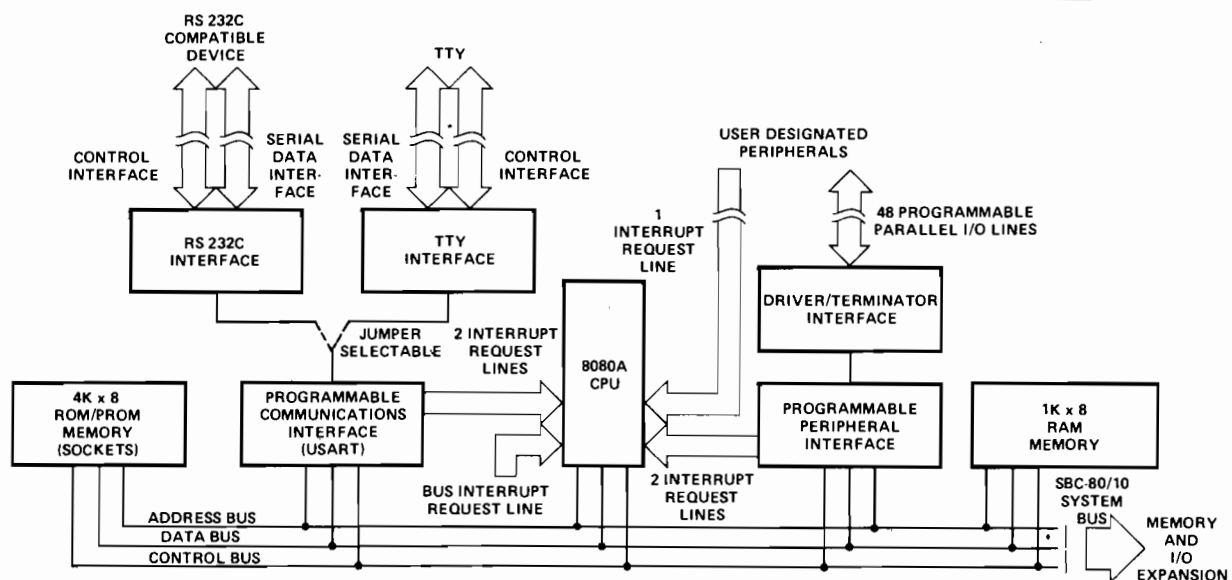 RS 232C
COMPATIBLE
DEVICE
TTY
CONTROL
INTERFACE
SERIAL
DATA
INTER-
FACE
SERIAL
DATA
INTER-
FACE
CONTROL
INTERFACE
USER DESIGNATED
PERIPHERALS
1
INTERRUPT
REQUEST
LINE
48 PROGRAMMABLE
PARALLEL I/O LINES
RS 232C
INTERFACE
TTY
INTERFACE
DRIVER/TERMINATOR
INTERFACE
JUMPER
SELECTABLE
2 INTERRUPT
REQUEST
LINES
8080A
CPU
4K x 8
ROM/PROM
MEMORY
(SOCKETS)
PROGRAMMABLE
COMMUNICATIONS
INTERFACE
(USART)
PROGRAMMABLE
PERIPHERAL
INTERFACE
1K x 8
RAM
MEMORY
BUS INTERRUPT
REQUEST LINE
2 INTERRUPT
REQUEST
LINES
SBC-80/10
SYSTEM
BUS
ADDRESS BUS
DATA BUS
CONTROL BUS
MEMORY
AND
I/O
EXPANSION